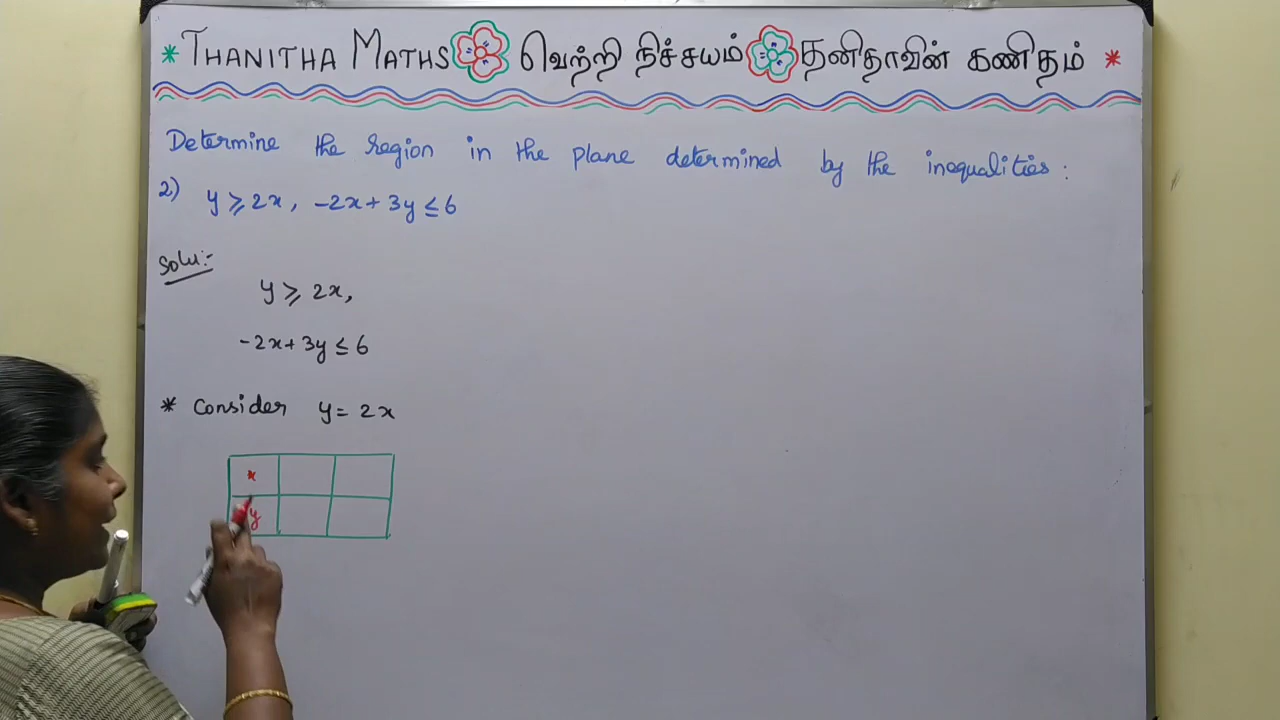 * THANITHA MATHS வெற்றி நிச்சயம் தனிதாவின் கணிதம் *
Determine the region in the plane determined by the inequalities :
2) y ≥ 2x, -2x + 3y ≤ 6
Solu:-
y ≥ 2x,
-2x + 3y ≤ 6
* Consider y = 2x
x
y